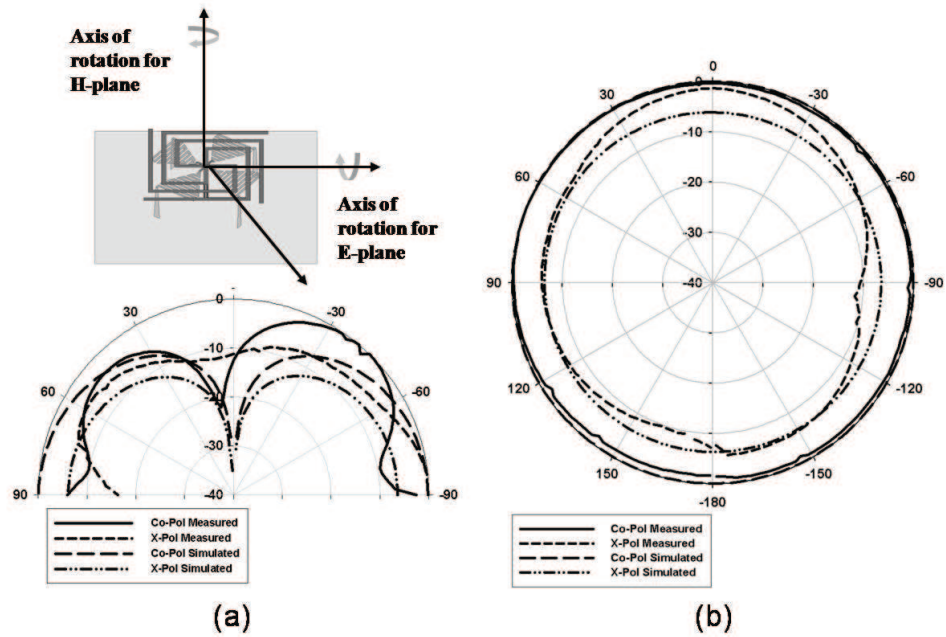 Axis of
rotation for
H-plane
Axis of
rotation for
E-plane
0
30
-30
-10
60
-60
-30
90
-40
-90
Co-Pol Measured
X-Pol Measured
Co-Pol Simulated
X-Pol Simulated
(a)
0
0
30
-30
-10
60
-60
-20
-30
90
-40
-90
120
-120
150
-150
-180
Co-Pol Measured
X-Pol Measured
Co-Pol Simulated
X-Pol Simulated
(b)